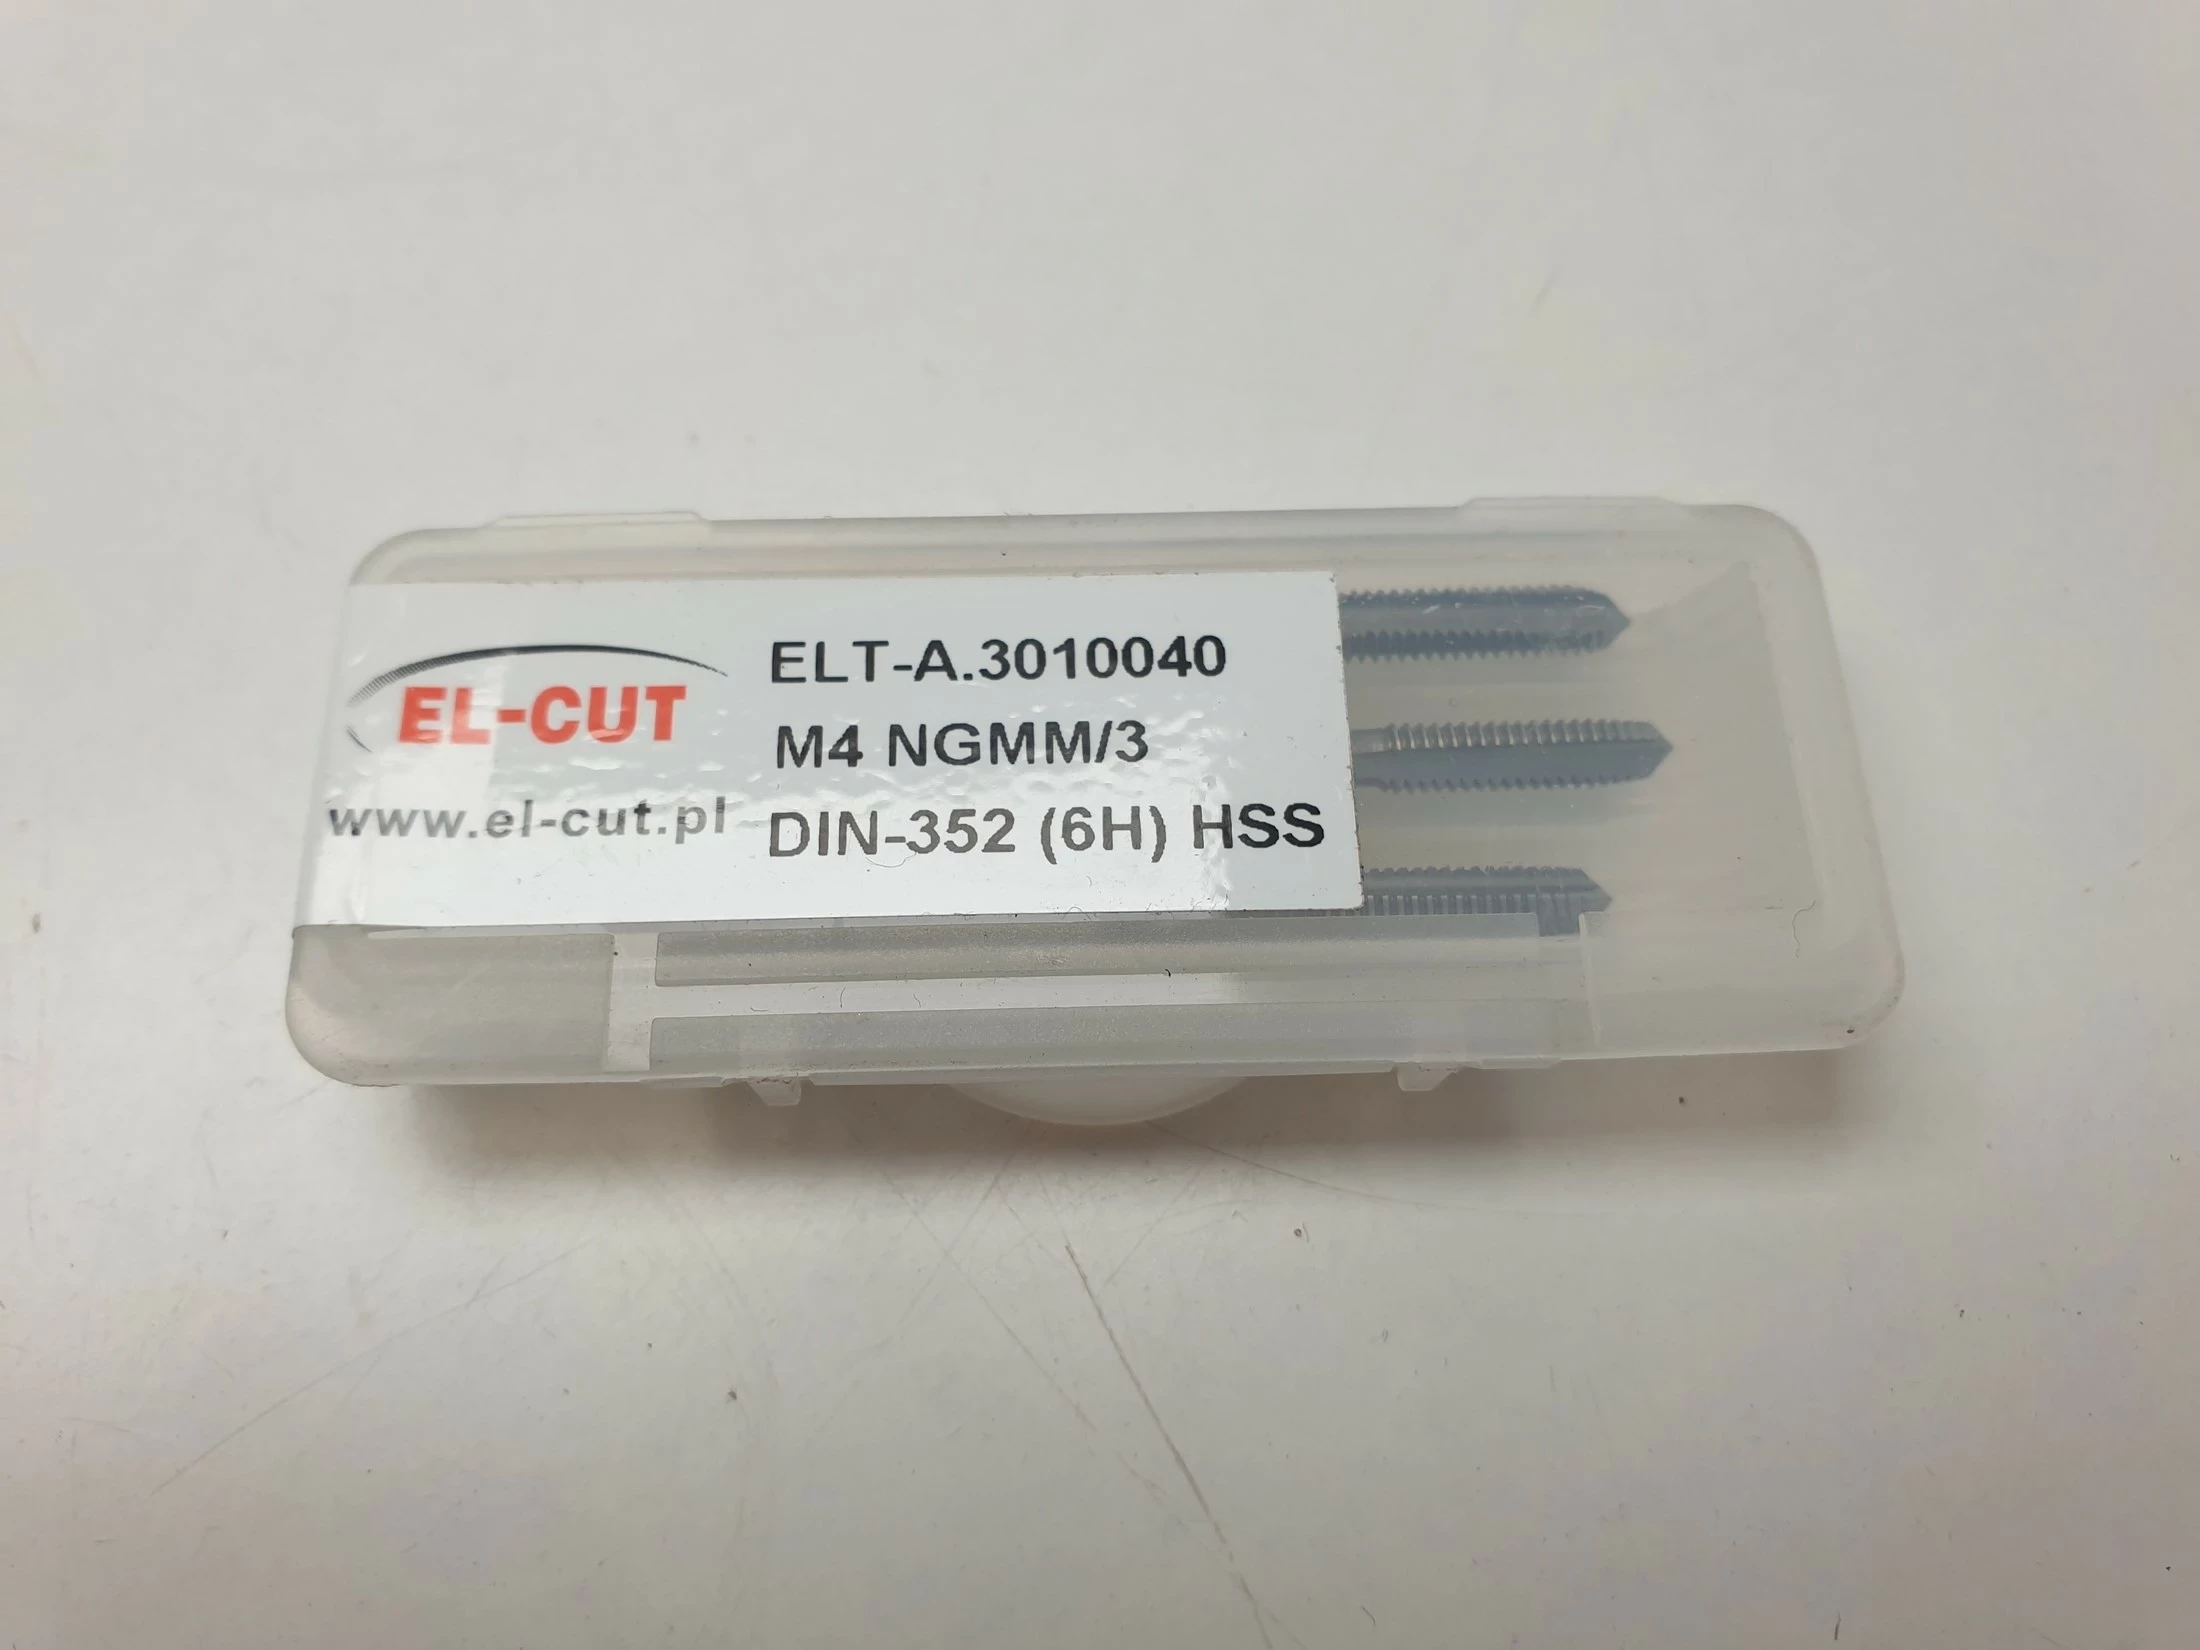 EL-CUT
www.el-cut.pl
ELT-A.3010040
M4 NGMM/3
DIN-352 (6H) HSS